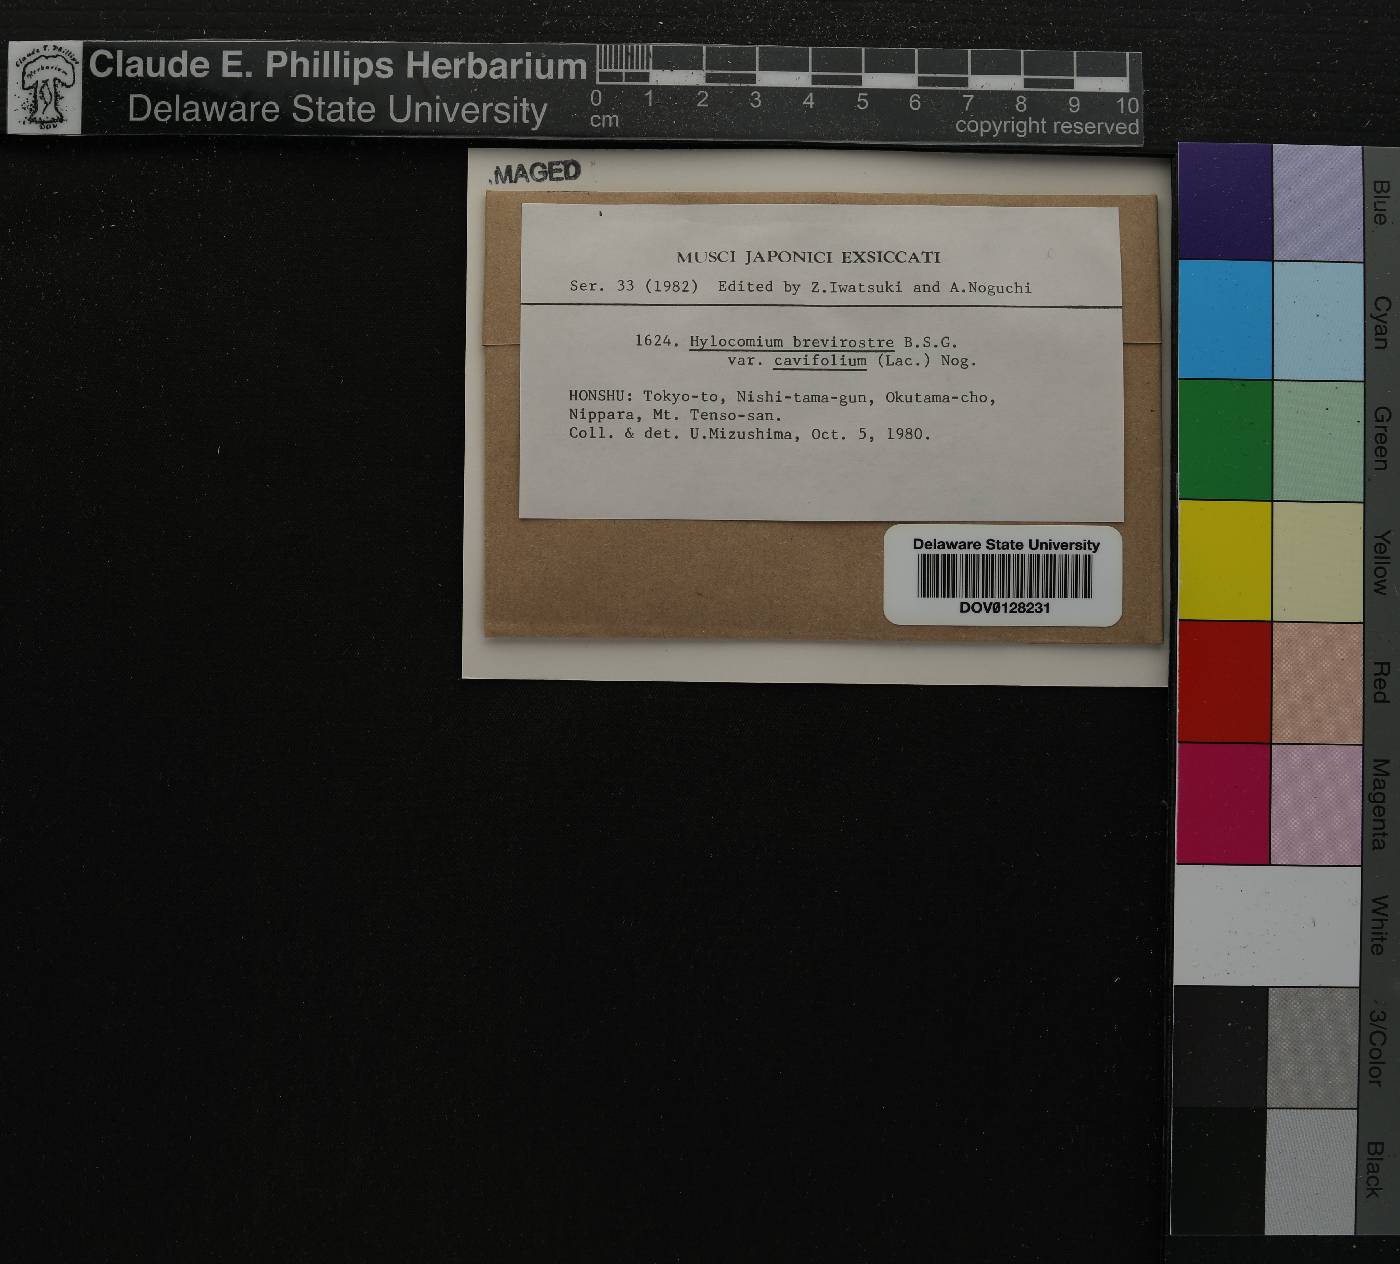 Claude E. Phillips Herbarium
Delaware State University
0 1 2 3 4 5 6 7 8 9 10
cm
copyright reserved
.MAGED
MUSCI JAPONICI EXSICCATI
Ser. 33 (1982) Edited by Z.Iwatsuki and A.Noguchi
1624. Hylocomium brevirostre B.S.G.
var. cavifolium (Lac.) Nog.
HONSHU: Tokyo-to, Nishi-tama-gun, Okutama-cho,
Nippara, Mt. Tenso-san.
Coll. & det. U.Mizushima, Oct. 5, 1980.
Delaware State University
DOV0128231
Blue
Cyan
Green
Yellow
Red
Magenta
White
3/Color
Black